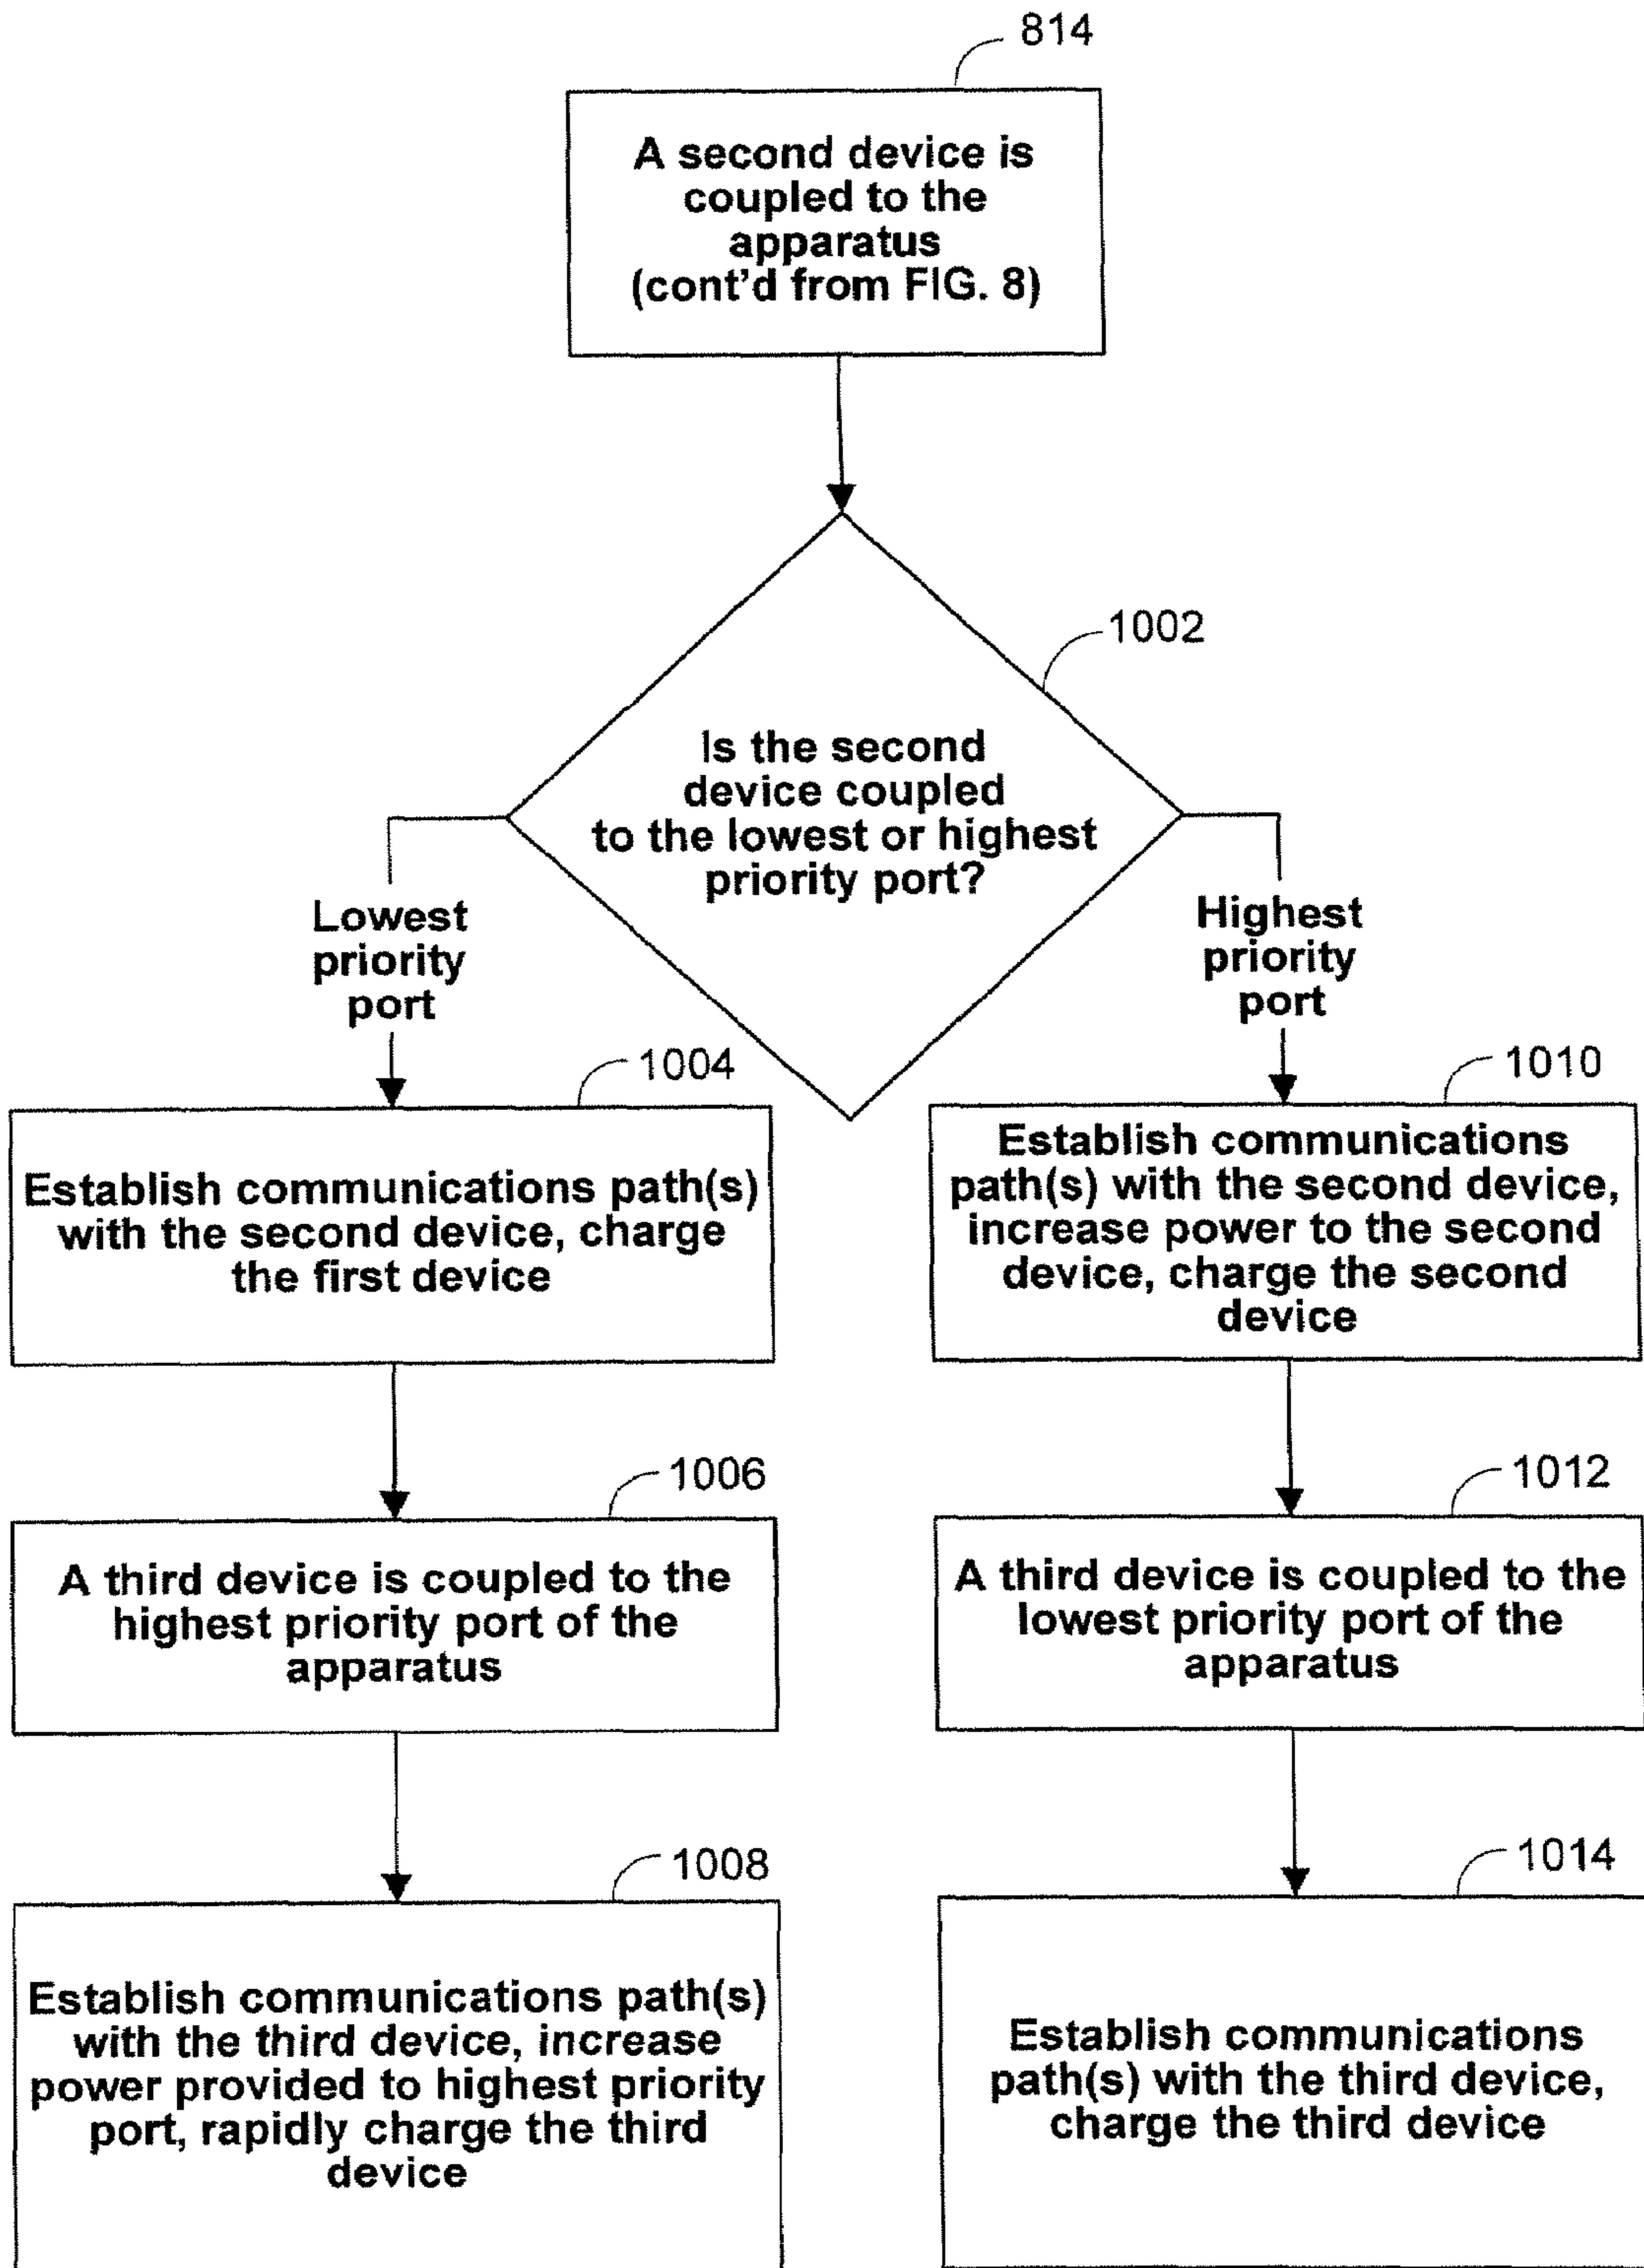 814
A second device is
coupled to the
apparatus
(cont'd from FIG. 8)
1002
Is the second
device coupled
to the lowest or highest
priority port?
Lowest
priority
port
Highest
priority
port
1004
Establish communications path(s)
with the second device, charge
the first device
1010
Establish communications
path(s) with the second device,
increase power to the second
device, charge the second
device
1006
A third device is coupled to the
highest priority port of the
apparatus
1012
A third device is coupled to the
lowest priority port of the
apparatus
1008
Establish communications path(s)
with the third device, increase
power provided to highest priority
port, rapidly charge the third
device
1014
Establish communications
path(s) with the third device,
charge the third device